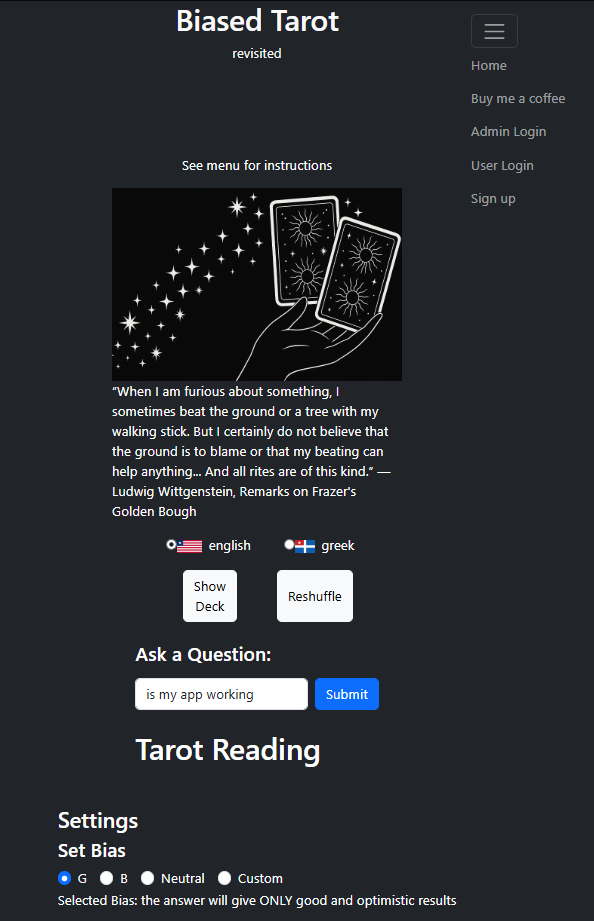 Biased Tarot
revisited
Home
Buy me a coffee
Admin Login
User Login
Sign up
See menu for instructions
“When I am furious about something, I
sometimes beat the ground or a tree with my
walking stick. But I certainly do not believe that
the ground is to blame or that my beating can
help anything... And all rites are of this kind.” —
Ludwig Wittgenstein, Remarks on Frazer's
Golden Bough
english greek
Show
Deck
Reshuffle
Ask a Question:
is my app working Submit
Tarot Reading
Settings
Set Bias
G B Neutral Custom
Selected Bias: the answer will give ONLY good and optimistic results